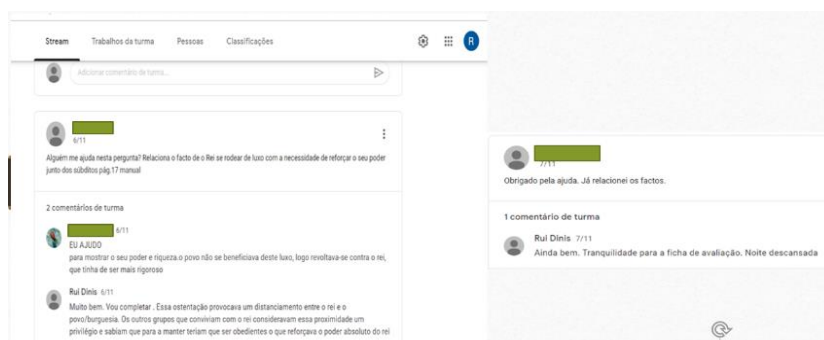 Stream Trabalhos da turma Pessoas Classificações
R
Adicionar comentário de turma...
6/11
Alguém me ajuda nesta pergunta? Relaciona o facto de o Rei se rodear de luxo com a necessidade de reforçar o seu poder
junto dos súbditos pág.17 manual
2 comentários de turma
6/11
EU AJUDO
para mostrar o seu poder e riqueza.o povo não se beneficiava deste luxo, logo revoltava-se contra o rei,
que tinha de ser mais rigoroso
Rui Dinis 6/11
Muito bem. Vou completar . Essa ostentação provocava um distanciamento entre o rei e o
povo/burguesia. Os outros grupos que conviviam com o rei consideravam essa proximidade um
privilégio e sabiam que para a manter teriam que ser obedientes o que reforçava o poder absoluto do rei
7/11
Obrigado pela ajuda. Já relacionei os factos.
1 comentário de turma
Rui Dinis 7/11
Ainda bem. Tranquilidade para a ficha de avaliação. Noite descansada